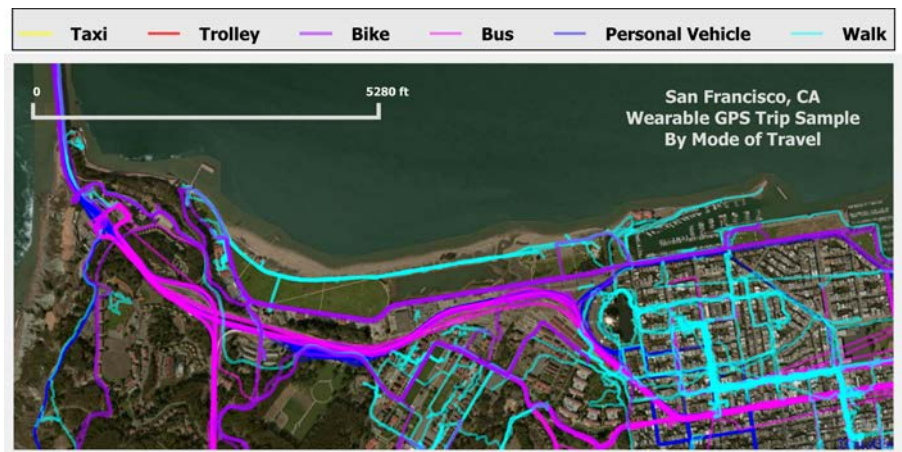 Taxi Trolley Bike Bus Personal Vehicle Walk
0 5280 ft
San Francisco, CA
Wearable GPS Trip Sample
By Mode of Travel